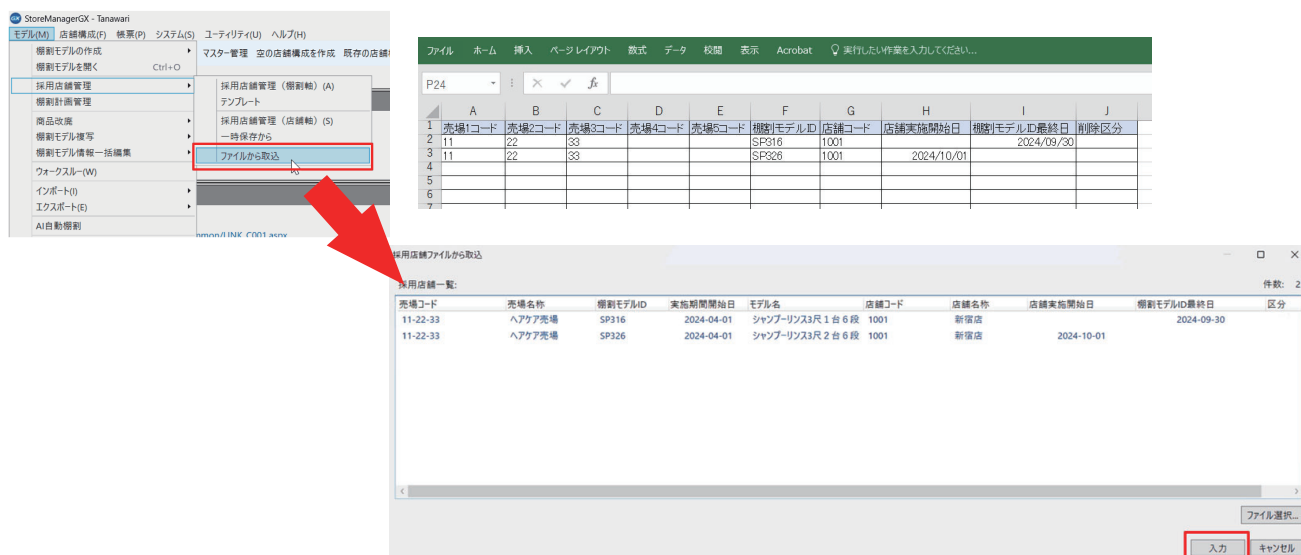 StoreManagerGX - Tanawari
モデル(M) 店舗構成(F) 帳票(P) システム(S) ユーティリティ(U) ヘルプ(H)
マスター管理 空の店舗構成を作成 既存の店舗
棚割モデルの作成
棚割モデルを開く Ctrl+O
採用店舗管理
棚割計画管理
商品改廃
棚割モデル複写
棚割モデル情報一括編集
ウォークスルー(W)
インポート(I)
エクスポート(E)
AI自動棚割
採用店舗管理（棚割軸）(A)
テンプレート
採用店舗管理（店舗軸）(S)
一時保存から
ファイルから取込
mmon/LINK_C001.aspx
ファイル ホーム 挿入 ページ レイアウト 数式 データ 校閲 表示 Acrobat 実行したい作業を入力してください...
P24 fx
A B C D E F G H I J
1 売場1コード 売場2コード 売場3コード 売場4コード 売場5コード 棚割モデルID 店舗コード 店舗実施開始日 棚割モデルID最終日 削除区分
2 11 22 33 SP316 1001 2024/09/30
3 11 22 33 SP326 1001 2024/10/01
4
5
6
7
採用店舗ファイルから取込
採用店舗一覧: 件数: 2
売場コード 売場名称 棚割モデルID 実施期間開始日 モデル名 店舗コード 店舗名称 店舗実施開始日 棚割モデルID最終日 区分
11-22-33 ヘアケア売場 SP316 2024-04-01 シャンプーリンス3尺１台６段 1001 新宿店 2024-09-30
11-22-33 ヘアケア売場 SP326 2024-04-01 シャンプーリンス3尺２台６段 1001 新宿店 2024-10-01
ファイル選択...
入力 キャンセル